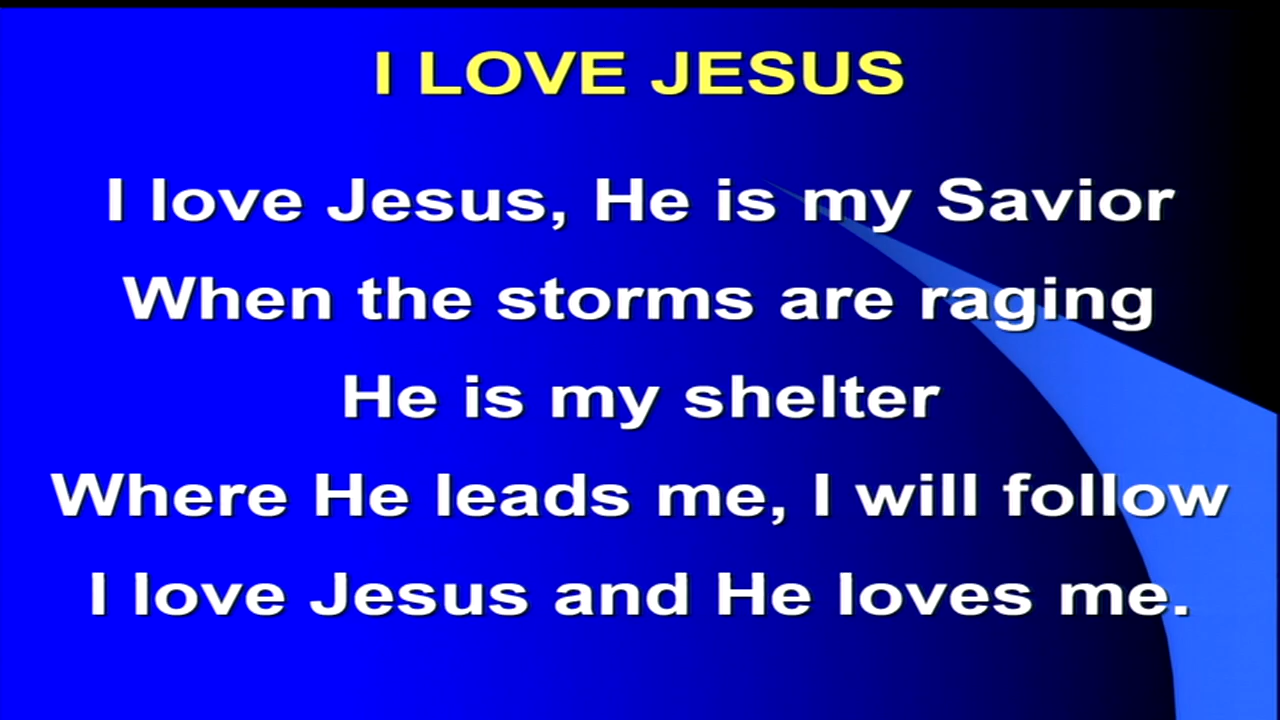 I LOVE JESUS
I love Jesus, He is my Savior
When the storms are raging
He is my shelter
Where He leads me, I will follow
I love Jesus and He loves me.